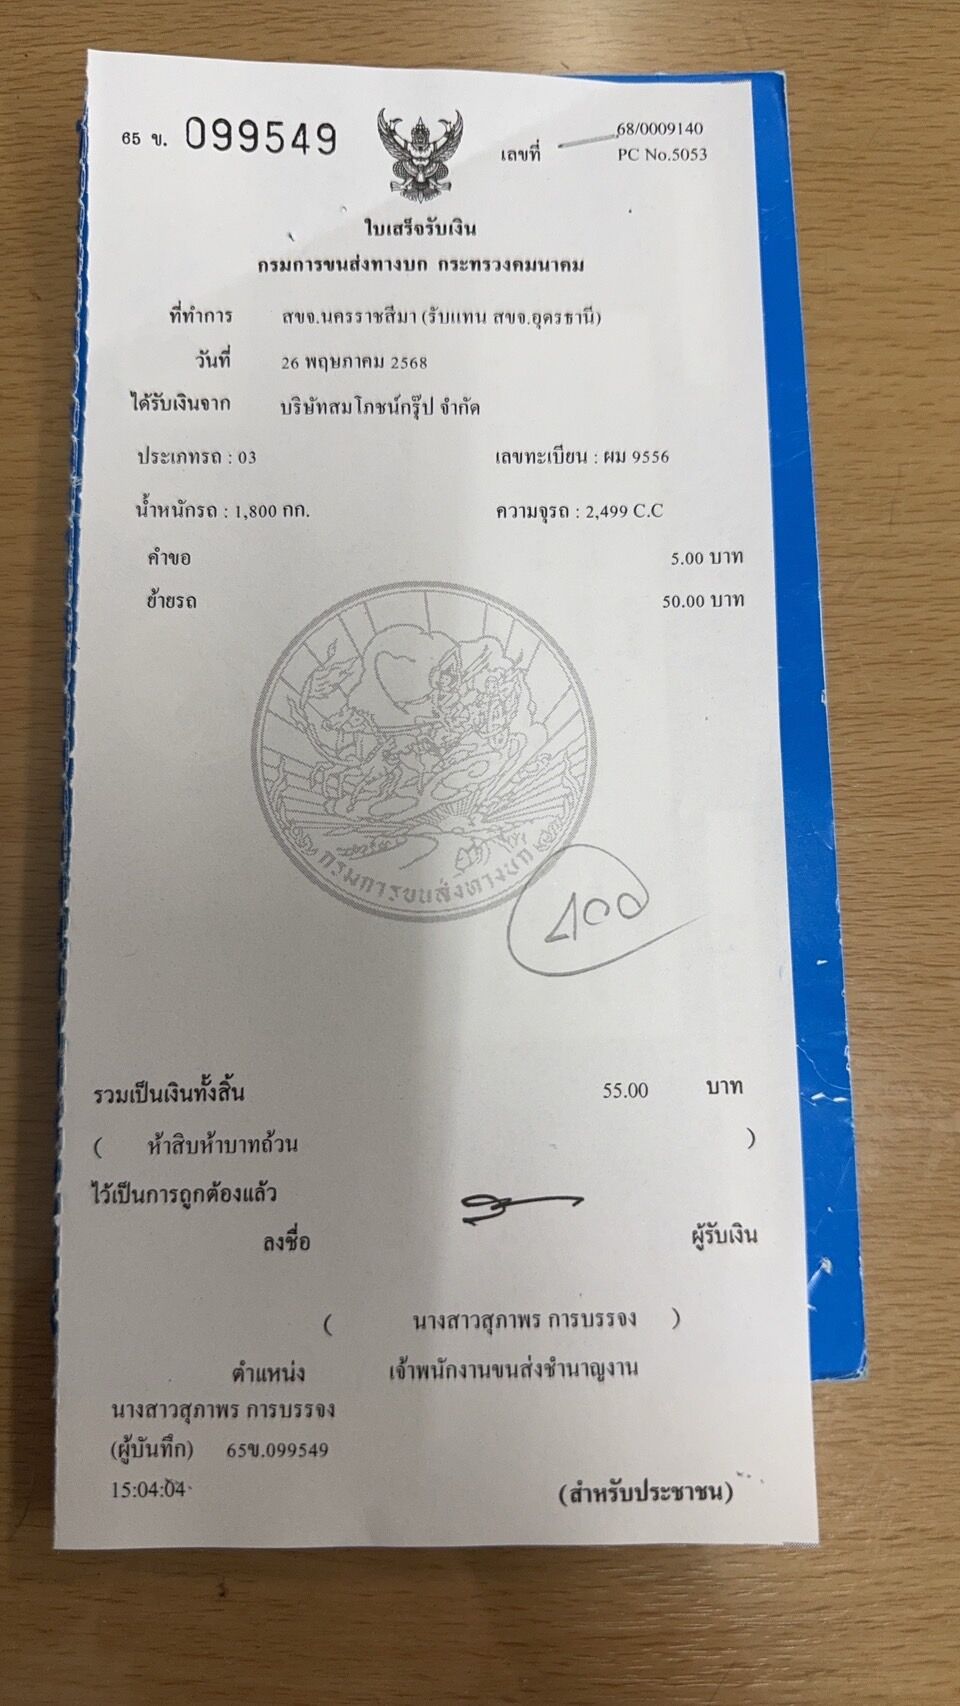 65 ข. 099549
เลขที่ 68/0009140
PC No.5053
ใบเสร็จรับเงิน
กรมการขนส่งทางบก กระทรวงคมนาคม
ที่ทำการ สขจ.นครราชสีมา (รับแทน สขจ.อุดรธานี)
วันที่ 26 พฤษภาคม 2568
ได้รับเงินจาก บริษัทสมโภชน์กรุ๊ป จำกัด
ประเภทรถ : 03 เลขทะเบียน : ผม 9556
น้ำหนักรถ : 1,800 กก. ความจุรถ : 2,499 C.C
คำขอ 5.00 บาท
ย้ายรถ 50.00 บาท
กรมการขนส่งทางบก
รวมเป็นเงินทั้งสิ้น 55.00 บาท
( ห้าสิบห้าบาทถ้วน )
ไว้เป็นการถูกต้องแล้ว
ลงชื่อ ผู้รับเงิน
( นางสาวสุภาพร การบรรจง )
ตำแหน่ง เจ้าพนักงานขนส่งชำนาญงาน
นางสาวสุภาพร การบรรจง
(ผู้บันทึก) 65ข.099549
15:04:04
(สำหรับประชาชน)